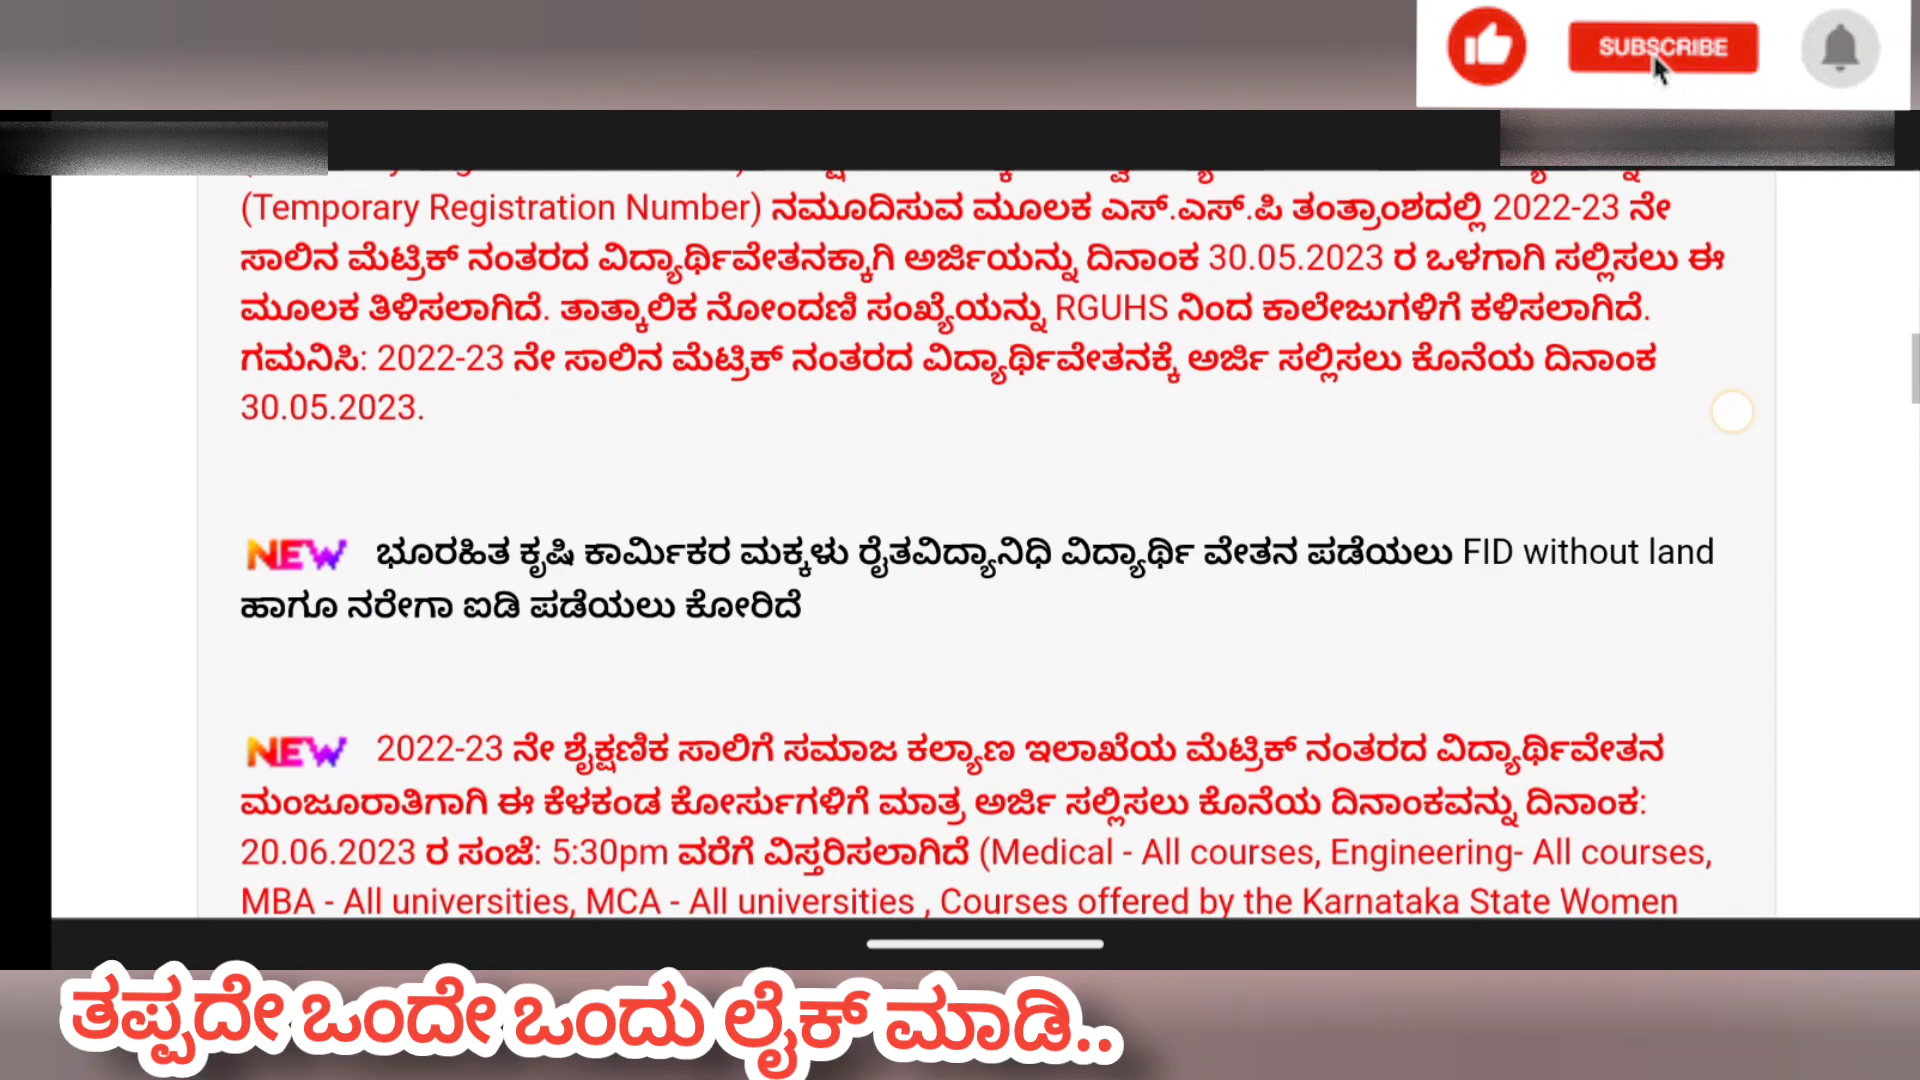 SUBSCRIBE
(Temporary Registration Number) ನಮೂದಿಸುವ ಮೂಲಕ ಎಸ್.ಎಸ್.ಪಿ ತಂತ್ರಾಂಶದಲ್ಲಿ 2022-23 ನೇ
ಸಾಲಿನ ಮೆಟ್ರಿಕ್ ನಂತರದ ವಿದ್ಯಾರ್ಥಿವೇತನಕ್ಕಾಗಿ ಅರ್ಜಿಯನ್ನು ದಿನಾಂಕ 30.05.2023 ರ ಒಳಗಾಗಿ ಸಲ್ಲಿಸಲು ಈ
ಮೂಲಕ ತಿಳಿಸಲಾಗಿದೆ. ತಾತ್ಕಾಲಿಕ ನೋಂದಣಿ ಸಂಖ್ಯೆಯನ್ನು RGUHS ನಿಂದ ಕಾಲೇಜುಗಳಿಗೆ ಕಳಿಸಲಾಗಿದೆ.
ಗಮನಿಸಿ: 2022-23 ನೇ ಸಾಲಿನ ಮೆಟ್ರಿಕ್ ನಂತರದ ವಿದ್ಯಾರ್ಥಿವೇತನಕ್ಕೆ ಅರ್ಜಿ ಸಲ್ಲಿಸಲು ಕೊನೆಯ ದಿನಾಂಕ
30.05.2023.
NEW ಭೂರಹಿತ ಕೃಷಿ ಕಾರ್ಮಿಕರ ಮಕ್ಕಳು ರೈತವಿದ್ಯಾನಿಧಿ ವಿದ್ಯಾರ್ಥಿ ವೇತನ ಪಡೆಯಲು FID without land
ಹಾಗೂ ನರೇಗಾ ಐಡಿ ಪಡೆಯಲು ಕೋರಿದೆ
NEW 2022-23 ನೇ ಶೈಕ್ಷಣಿಕ ಸಾಲಿಗೆ ಸಮಾಜ ಕಲ್ಯಾಣ ಇಲಾಖೆಯ ಮೆಟ್ರಿಕ್ ನಂತರದ ವಿದ್ಯಾರ್ಥಿವೇತನ
ಮಂಜೂರಾತಿಗಾಗಿ ಈ ಕೆಳಕಂಡ ಕೋರ್ಸುಗಳಿಗೆ ಮಾತ್ರ ಅರ್ಜಿ ಸಲ್ಲಿಸಲು ಕೊನೆಯ ದಿನಾಂಕವನ್ನು ದಿನಾಂಕ:
20.06.2023 ರ ಸಂಜೆ: 5:30pm ವರೆಗೆ ವಿಸ್ತರಿಸಲಾಗಿದೆ (Medical - All courses, Engineering- All courses,
MBA - All universities, MCA - All universities , Courses offered by the Karnataka State Women
ತಪ್ಪದೇ ಒಂದೇ ಒಂದು ಲೈಕ್ ಮಾಡಿ..